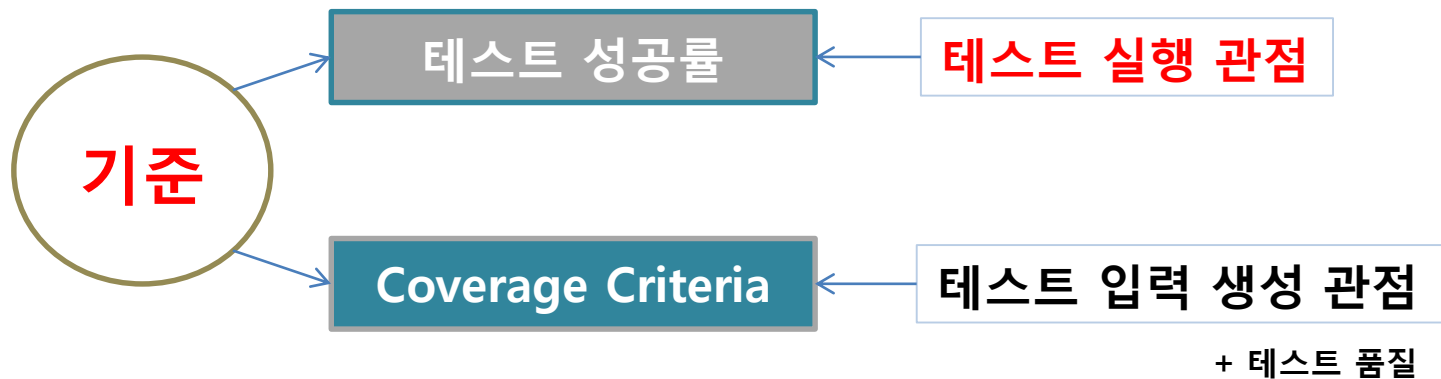 테스트 성공률
테스트 실행 관점
기준
Coverage Criteria
테스트 입력 생성 관점
+ 테스트 품질